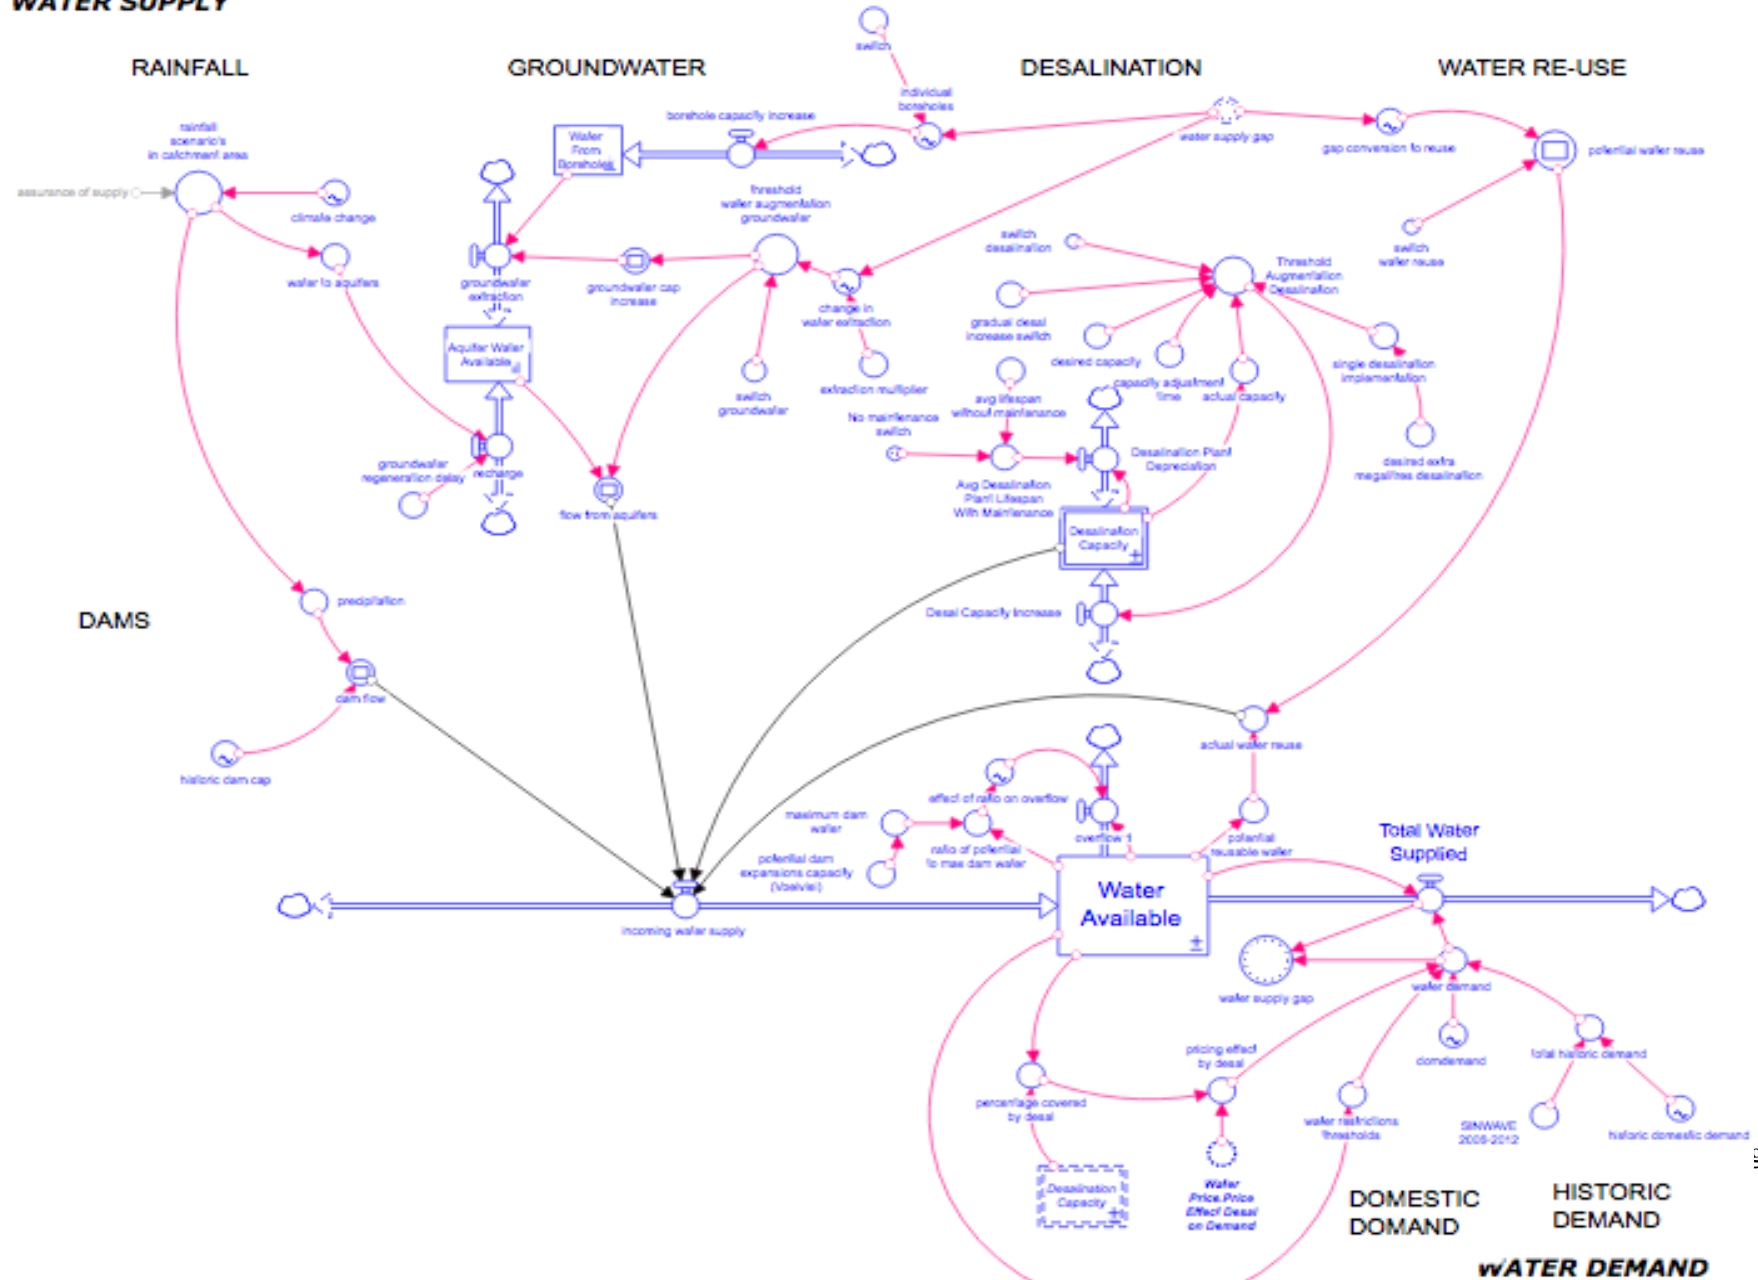 WATER SUPPLY
RAINFALL
GROUNDWATER
DESALINATION
WATER RE-USE
switch
individual
boreholes
borehole capacity increase
Water
From
Boreholes
water supply gap
gap conversion to reuse
potential water reuse
rainfall
scenario's
in catchment area
assurance of supply
climate change
water to aquifers
threshold
water augmentation
groundwater
groundwater
extraction
groundwater cap
increase
change in
water extraction
extraction multiplier
switch
groundwater
Aquifer Water
Available
groundwater
regeneration delay
recharge
flow from aquifers
switch
desalination
Threshold
Augmentation
Desalination
gradual desal
increase switch
desired capacity
capacity adjustment
time
actual capacity
single desalination
implementation
desired extra
megalitres desalination
switch
water reuse
avg lifespan
without maintenance
No maintenance
switch
Avg Desalination
Plant Lifespan
With Maintenance
Desalination Plant
Depreciation
Desalination
Capacity
Desal Capacity Increase
DAMS
precipitation
dam flow
historic dam cap
actual water reuse
effect of ratio on overflow
maximum dam
water
overflow 1
potential
reusable water
ratio of potential
to max dam water
potential dam
expansions capacity
(Voelvlei)
incoming water supply
Water
Available
Total Water
Supplied
water supply gap
water demand
domdemand
total historic demand
pricing effect
by desal
percentage covered
by desal
water restrictions
thresholds
SINWAVE
2008-2012
historic domestic demand
Desalination
Capacity
Water
Price.Price
Effect Desal
on Demand
DOMESTIC
DOMAND
HISTORIC
DEMAND
wATER DEMAND